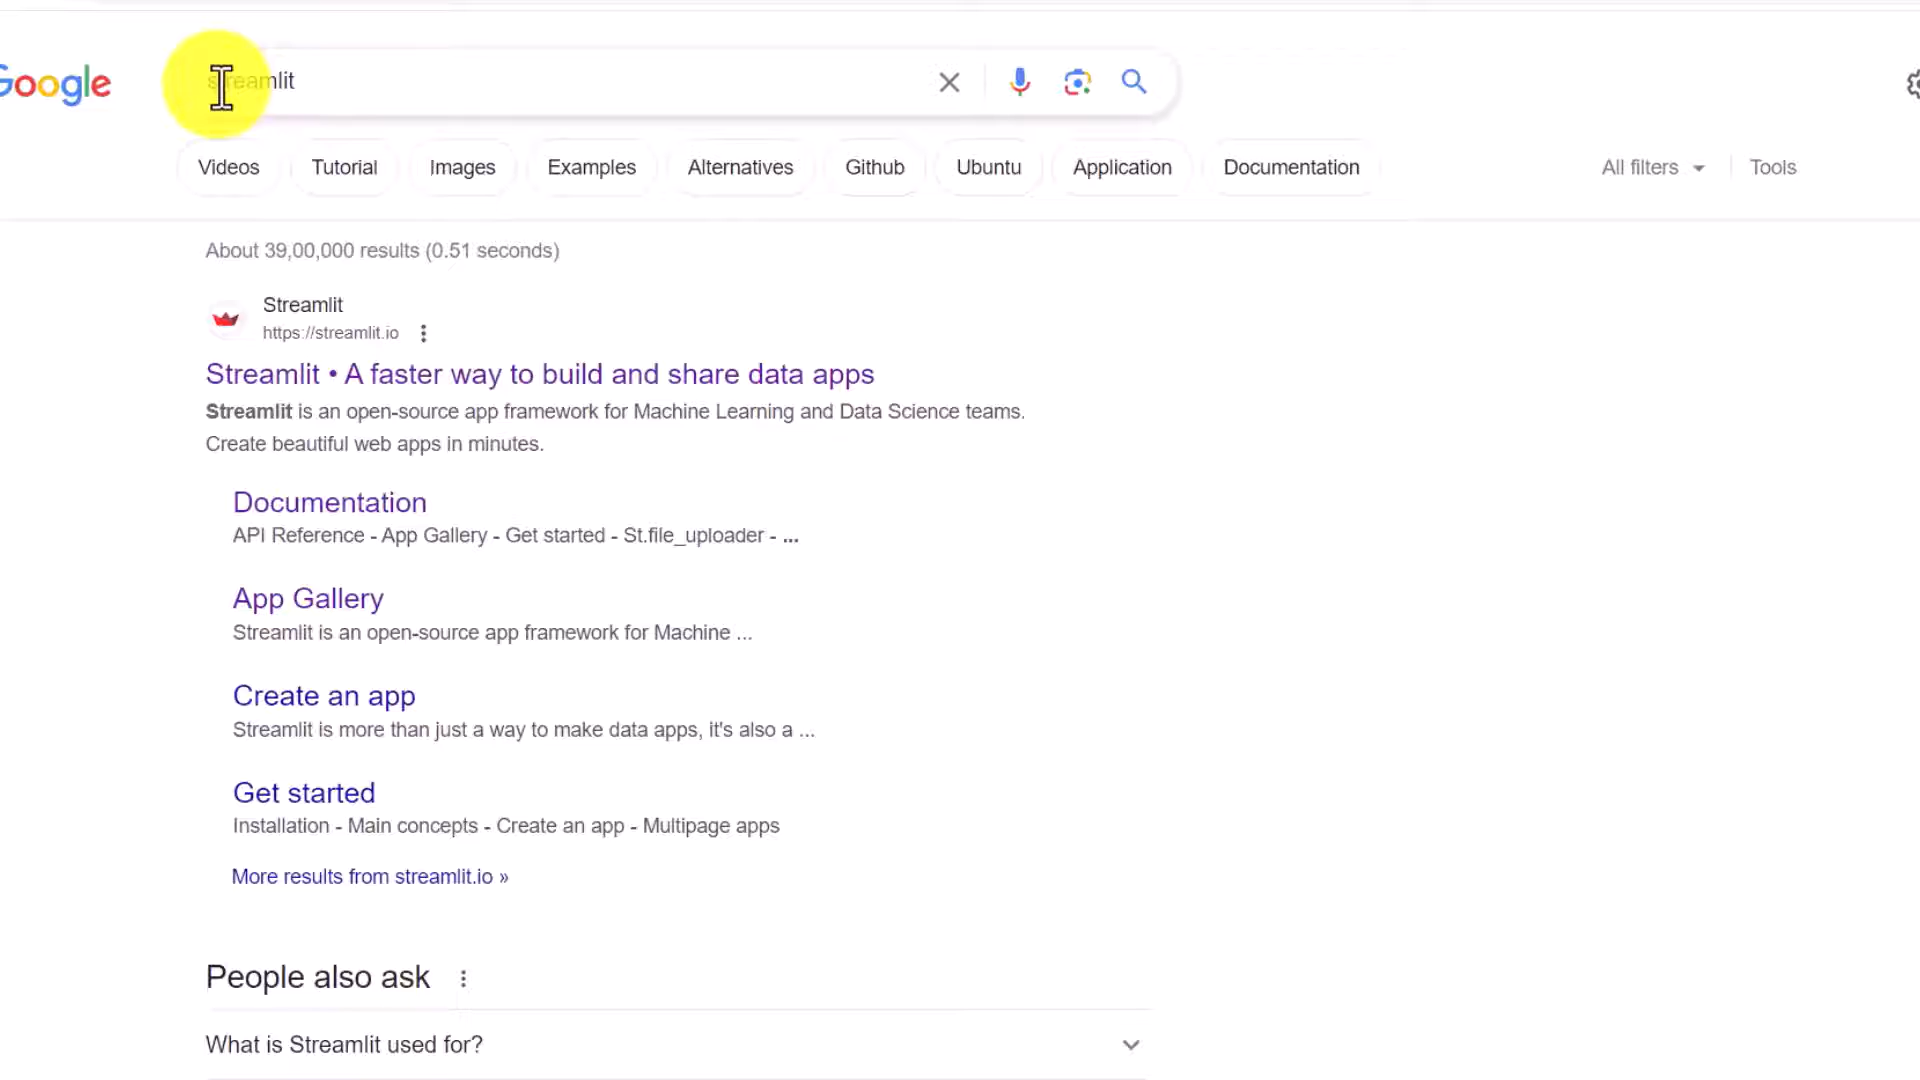 Google
streamlit
Videos Tutorial Images Examples Alternatives Github Ubuntu Application Documentation All filters Tools
About 39,00,000 results (0.51 seconds)
Streamlit
https://streamlit.io
Streamlit • A faster way to build and share data apps
Streamlit is an open-source app framework for Machine Learning and Data Science teams.
Create beautiful web apps in minutes.
Documentation
API Reference - App Gallery - Get started - St.file_uploader - ...
App Gallery
Streamlit is an open-source app framework for Machine ...
Create an app
Streamlit is more than just a way to make data apps, it's also a ...
Get started
Installation - Main concepts - Create an app - Multipage apps
More results from streamlit.io »
People also ask
What is Streamlit used for?